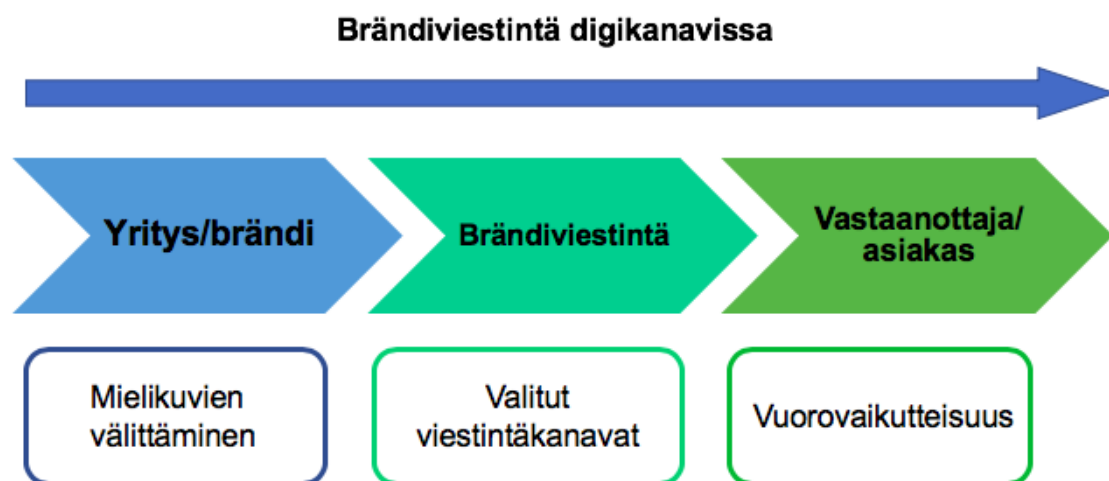 Brändiviestintä digikanavissa
Yritys/brändi
Brändiviestintä
Vastaanottaja/
asiakas
Mielikuvien
välittäminen
Valitut
viestintäkanavat
Vuorovaikutteisuus